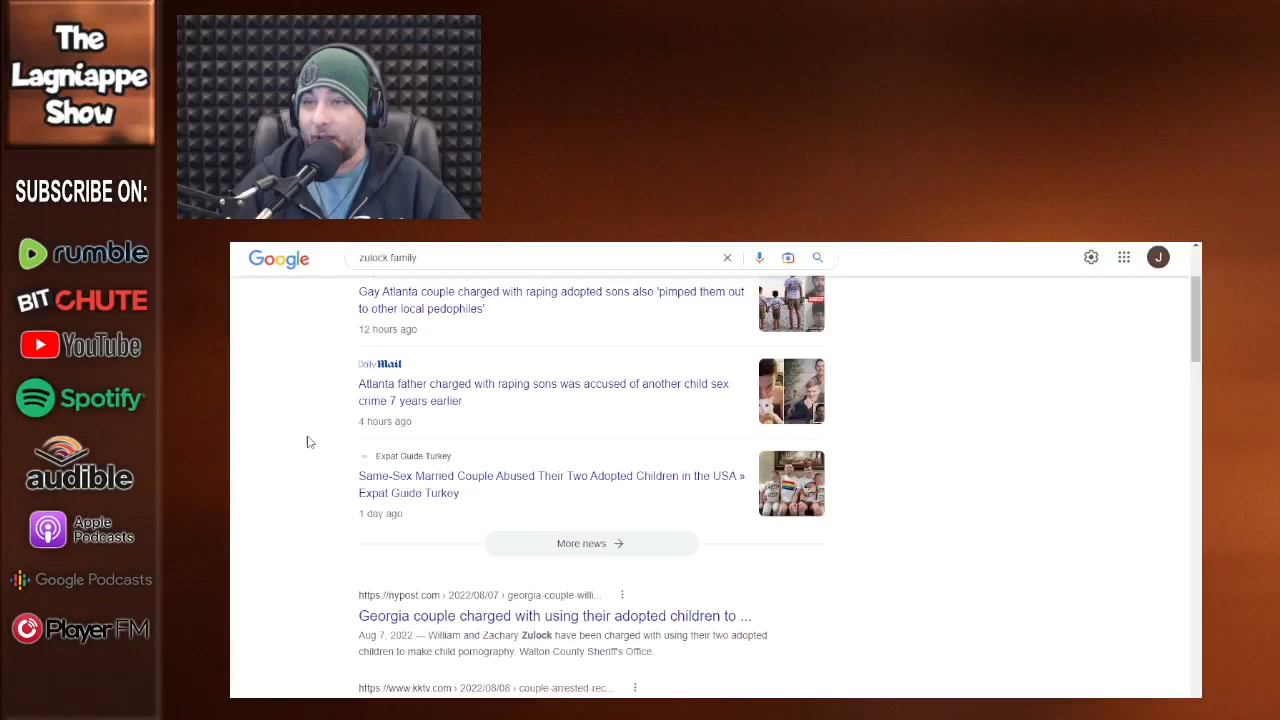 The
Lagniappe
Show
SUBSCRIBE ON:
rumble
BIT CHUTE
YouTube
Spotify
audible
Apple
Podcasts
Google Podcasts
Player FM
Google
zulock family
J
Gay Atlanta couple charged with raping adopted sons also 'pimped them out
to other local pedophiles'
12 hours ago
Daily Mail
Atlanta father charged with raping sons was accused of another child sex
crime 7 years earlier
4 hours ago
Expat Guide Turkey
Same-Sex Married Couple Abused Their Two Adopted Children in the USA »
Expat Guide Turkey
1 day ago
More news →
https://nypost.com › 2022/08/07 › georgia-couple-willi...
Georgia couple charged with using their adopted children to ...
Aug 7, 2022 — William and Zachary Zulock have been charged with using their two adopted
children to make child pornography. Walton County Sheriff's Office.
https://www.kktv.com › 2022/08/08 › couple-arrested-rec...